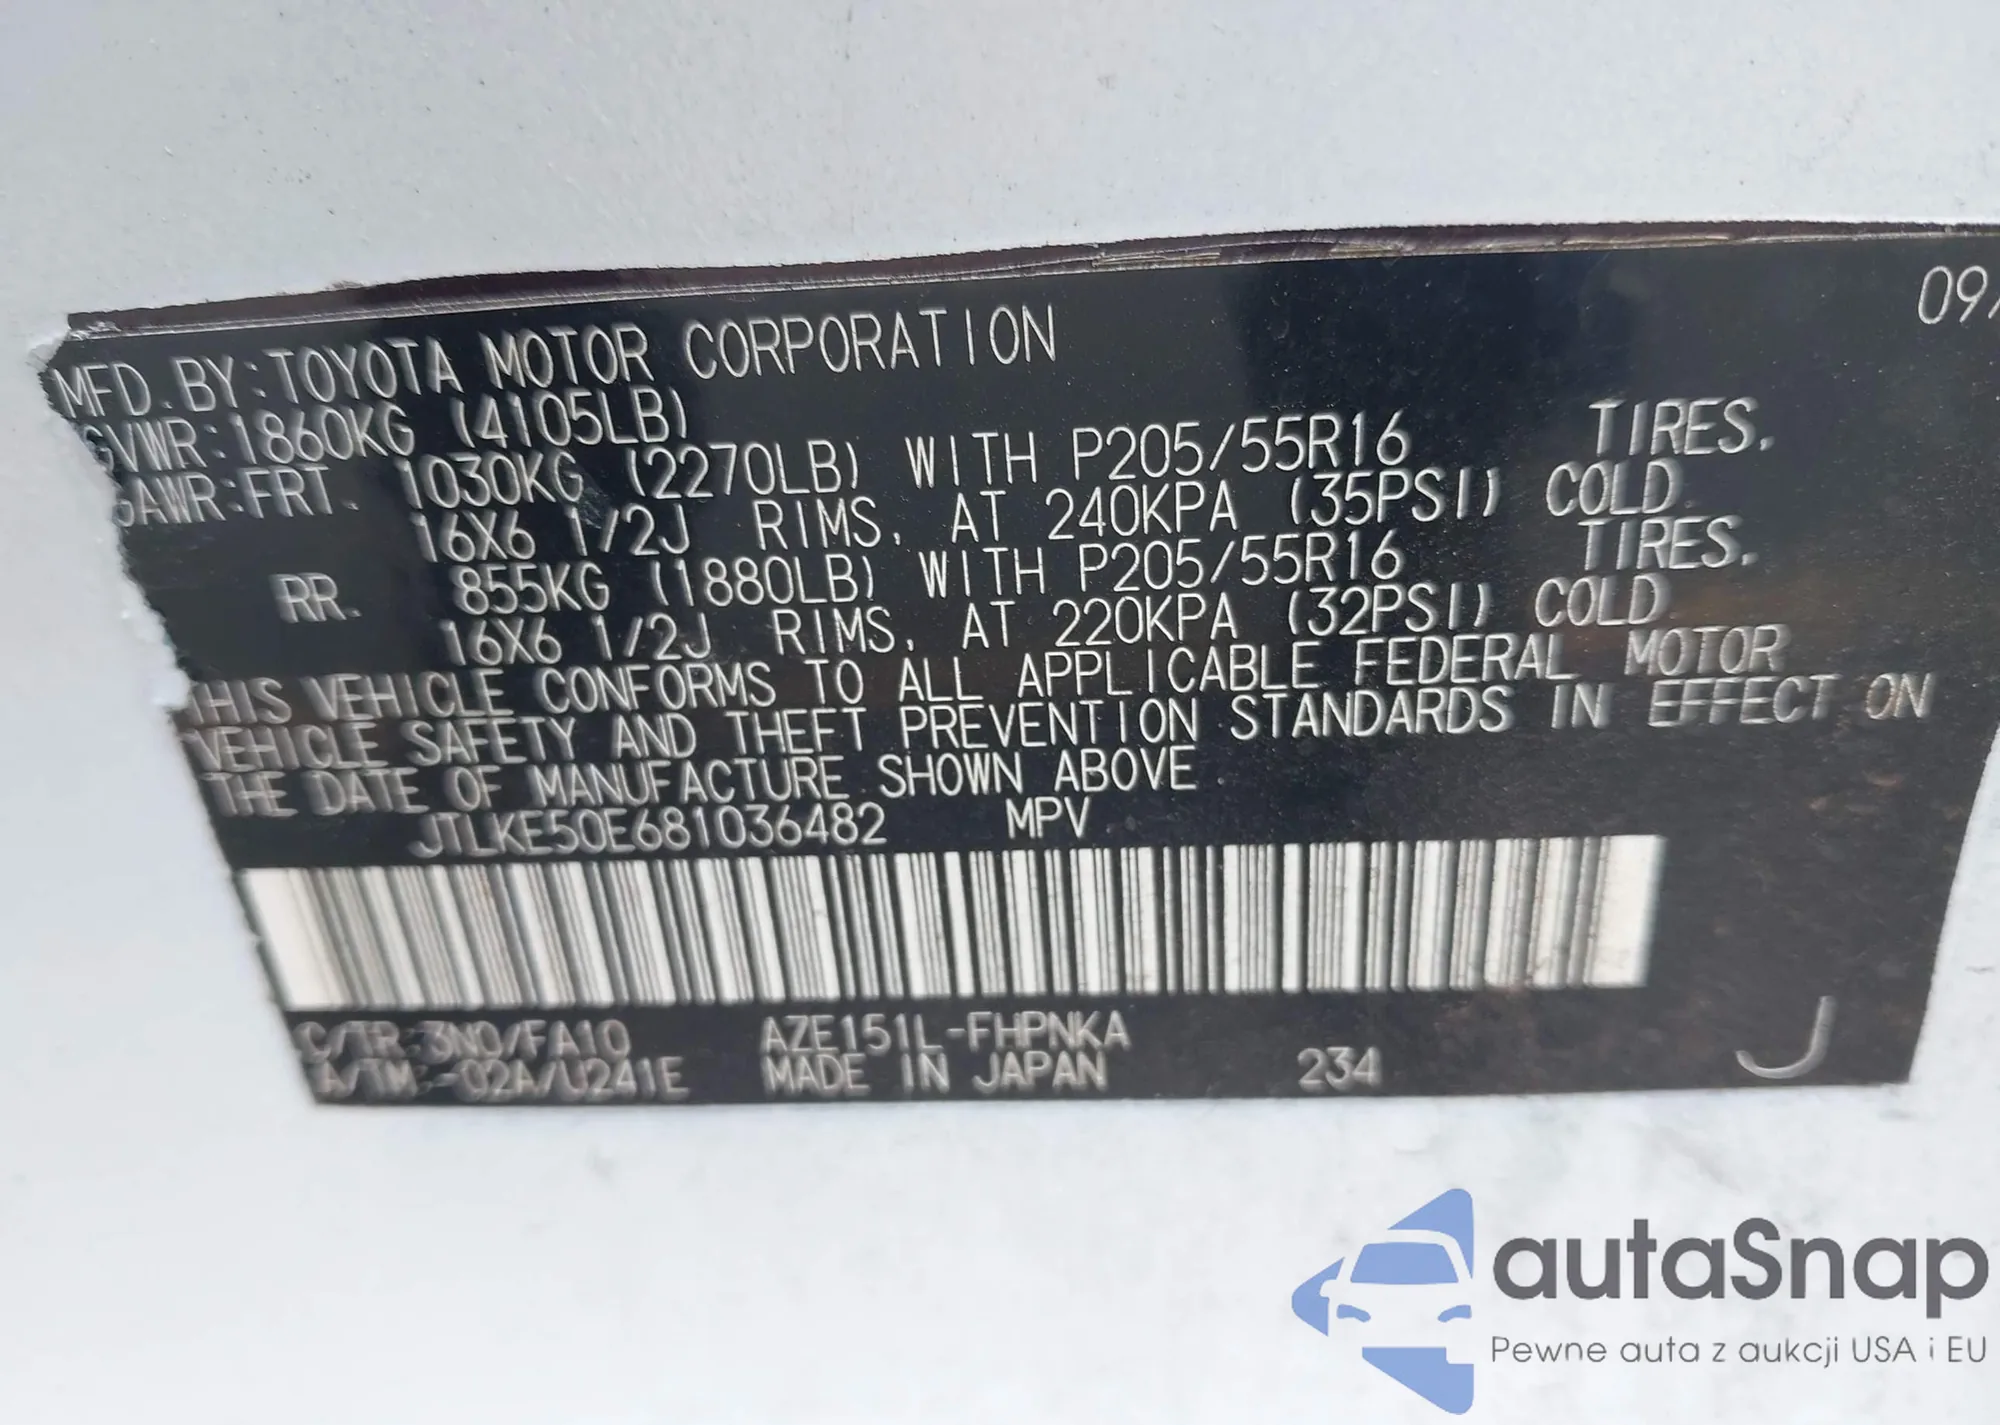 09/
MFD. BY: TOYOTA MOTOR CORPORATION
GVWR: 1860KG (4105LB)
GAWR: FRT. 1030KG (2270LB) WITH P205/55R16 TIRES,
16X6 1/2J RIMS, AT 240KPA (35PSI) COLD
RR. 855KG (1880LB) WITH P205/55R16 TIRES,
16X6 1/2J RIMS, AT 220KPA (32PSI) COLD
THIS VEHICLE CONFORMS TO ALL APPLICABLE FEDERAL MOTOR
VEHICLE SAFETY AND THEFT PREVENTION STANDARDS IN EFFECT ON
THE DATE OF MANUFACTURE SHOWN ABOVE.
JTLKE50E681036482 MPV
C/TR: 3N0/FA10 AZE151L-FHPNKA
A/TM: -02A/U241E MADE IN JAPAN 234 J
autaSnap
Pewne auta z aukcji USA i EU